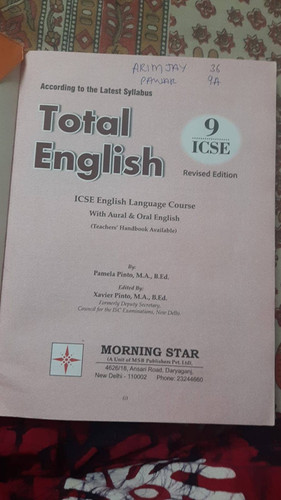 ARIMJAY 36
PAWAR 9A
According to the Latest Syllabus
Total
English
9
ICSE
Revised Edition
ICSE English Language Course
With Aural & Oral English
(Teachers' Handbook Available)
By:
Pamela Pinto, M.A., B.Ed.
Edited By:
Xavier Pinto, M.A., B.Ed.
Formerly Deputy Secretary,
Council for the ISC Examinations, New Delhi.
MORNING STAR
(A Unit of MSB Publishers Pvt. Ltd)
4626/18, Ansari Road, Daryaganj,
New Delhi - 110002 Phone: 23244660